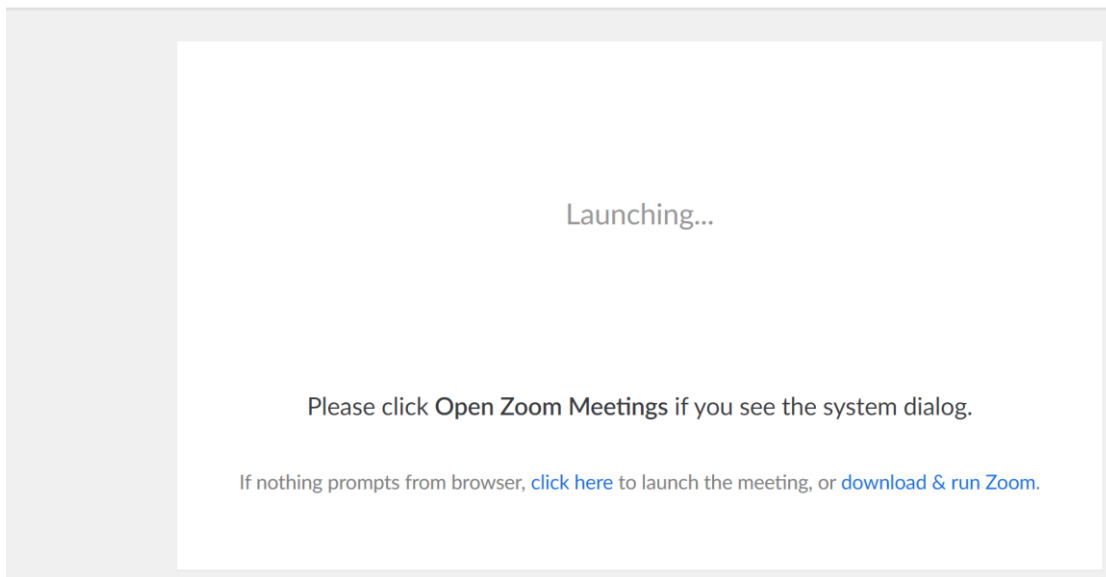 Launching...
Please click Open Zoom Meetings if you see the system dialog.
If nothing prompts from browser, click here to launch the meeting, or download & run Zoom.